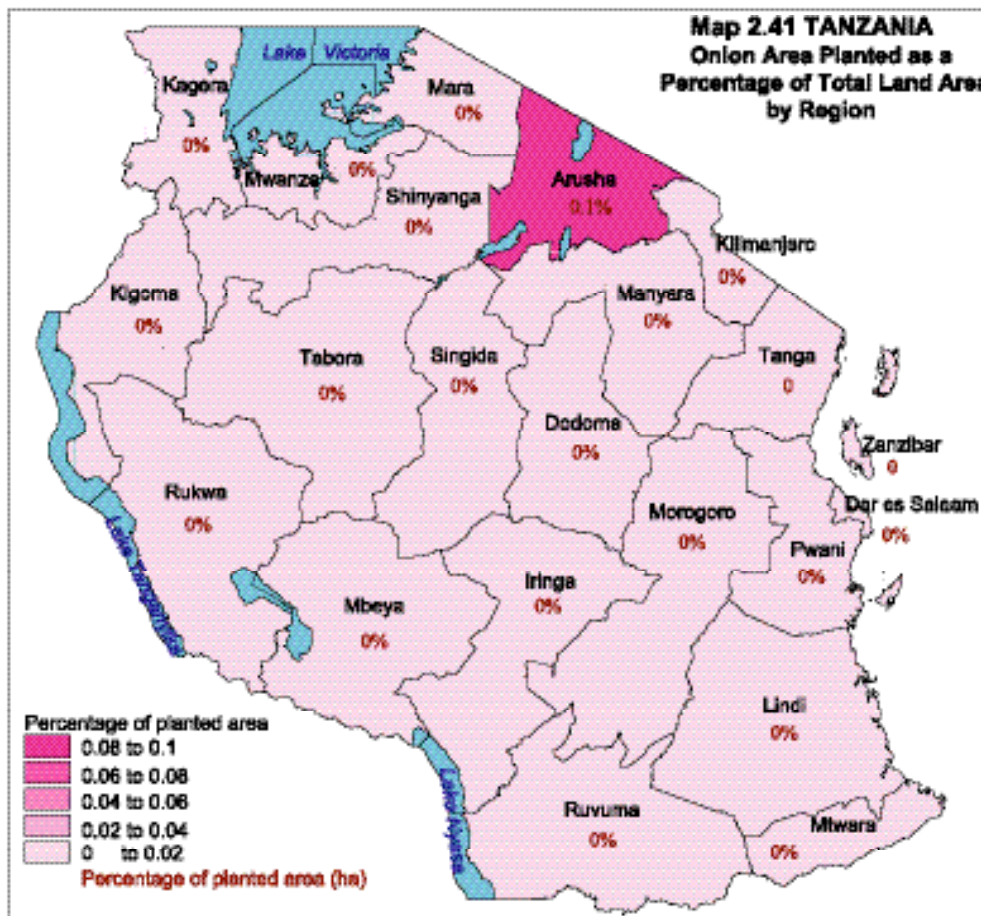 Map 2.41 TANZANIA
Onion Area Planted as a
Percentage of Total Land Area
by Region
Lake Victoria
Kagera
0%
Mara
0%
Mwanza
0%
Shinyanga
0%
Arusha
0.1%
Kilimanjaro
0%
Kigoma
0%
Manyara
0%
Tabora
0%
Singida
0%
Tanga
0
Dodoma
0%
Zanzibar
0
Rukwa
0%
Morogoro
0%
Dar es Salaam
0%
Pwani
0%
Iringa
0%
Mbeya
0%
Lake Tanganyika
Lindi
0%
Lake Nyasa
Ruvuma
0%
Mtwara
0%
Percentage of planted area
0.08 to 0.1
0.06 to 0.08
0.04 to 0.06
0.02 to 0.04
0 to 0.02
Percentage of planted area (ha)